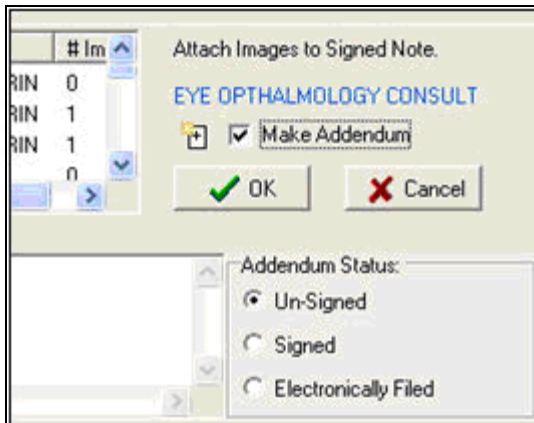 # Im
RIN 0
RIN 1
RIN 1
0
Attach Images to Signed Note.
EYE OPTHALMOLOGY CONSULT
Make Addendum
OK Cancel
Addendum Status:
Un-Signed
Signed
Electronically Filed